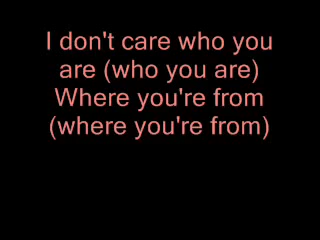 I don't care who you
are (who you are)
Where you're from
(where you're from)